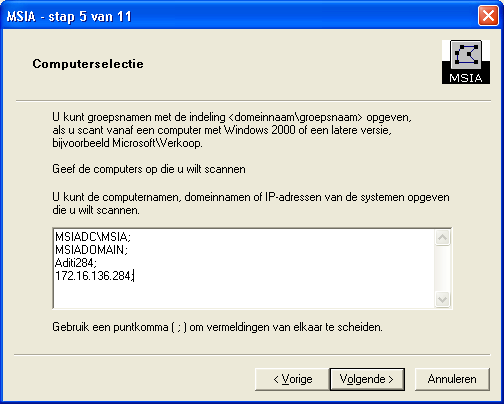 MSIA - stap 5 van 11
Computerselectie
MSIA
U kunt groepsnamen met de indeling <domeinnaam\groepsnaam> opgeven,
als u scant vanaf een computer met Windows 2000 of een latere versie,
bijvoorbeeld Microsoft\Verkoop.
Geef de computers op die u wilt scannen
U kunt de computernamen, domeinnamen of IP-adressen van de systemen opgeven
die u wilt scannen.
MSIADC\MSIA;
MSIADOMAIN;
Aditi284;
172.16.136.284;
Gebruik een puntkomma ( ; ) om vermeldingen van elkaar te scheiden.
< Vorige
Volgende >
Annuleren